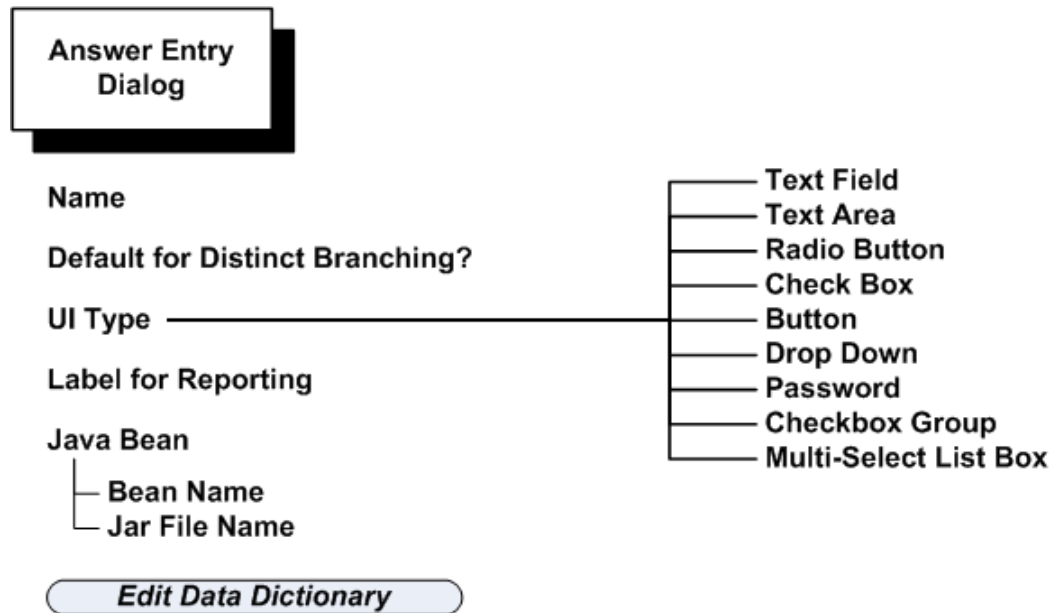 Answer Entry
Dialog
Name
Default for Distinct Branching?
UI Type
Label for Reporting
Java Bean
Bean Name
Jar File Name
Edit Data Dictionary
Text Field
Text Area
Radio Button
Check Box
Button
Drop Down
Password
Checkbox Group
Multi-Select List Box